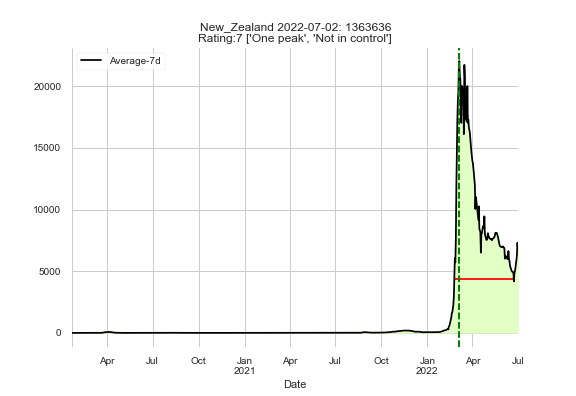 New_Zealand 2022-07-02: 1363636
Rating:7 ['One peak', 'Not in control']
Average-7d
20000
15000
10000
5000
0
Apr Jul Oct Jan Apr Jul Oct Jan Apr Jul
2021 2022
Date